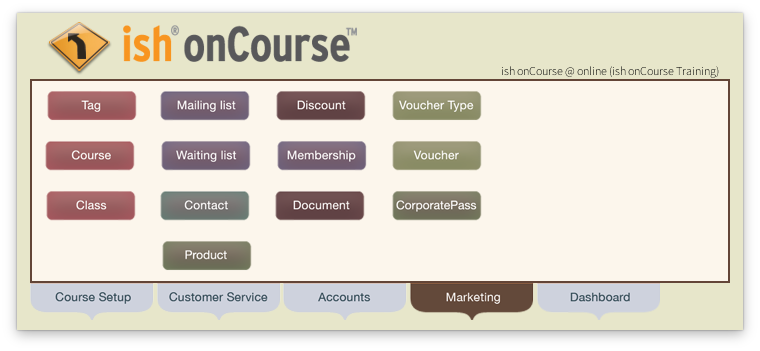 ish® onCourse™
ish onCourse @ online (ish onCourse Training)
Tag Mailing list Discount Voucher Type
Course Waiting list Membership Voucher
Class Contact Document CorporatePass
Product
Course Setup Customer Service Accounts Marketing Dashboard